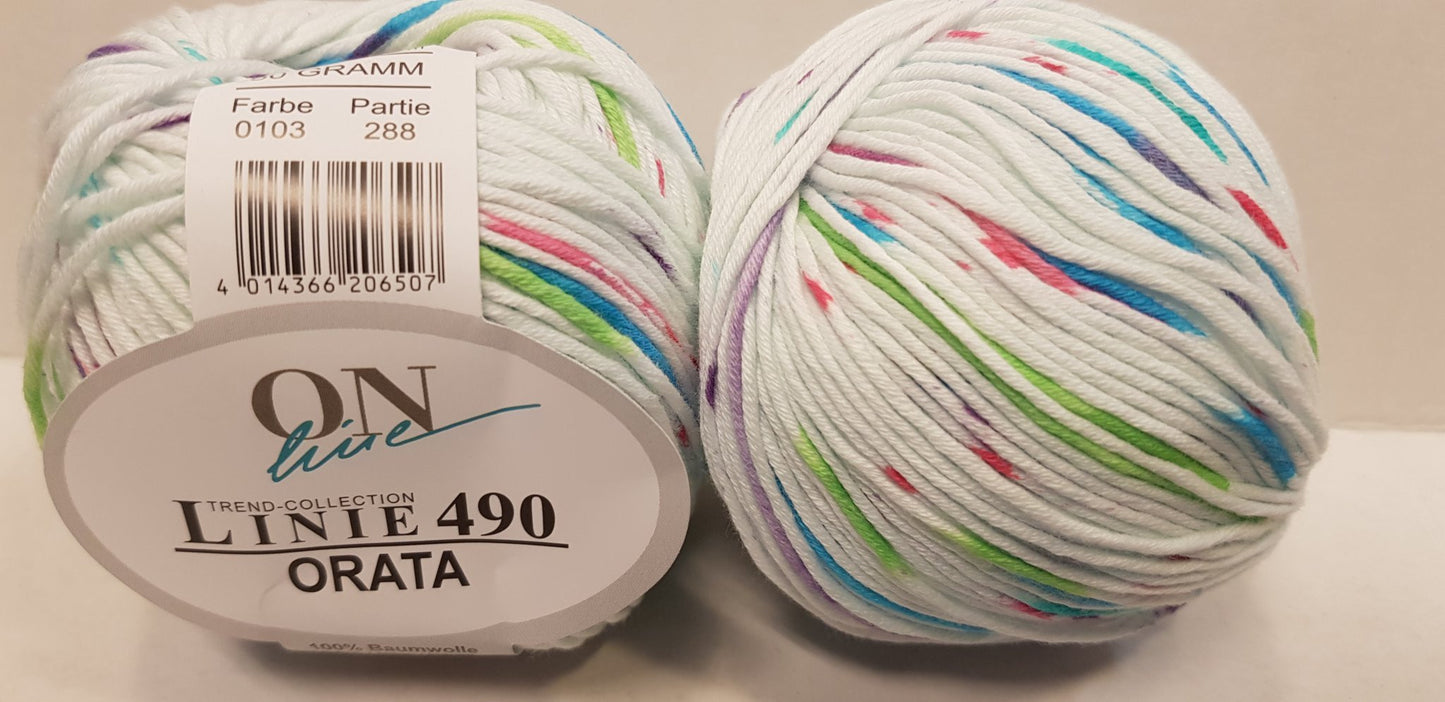 GRAMM
Farbe Partie
0103 288
4 014366 206507
ON
line
TREND-COLLECTION
LINIE 490
ORATA
100% Baumwolle